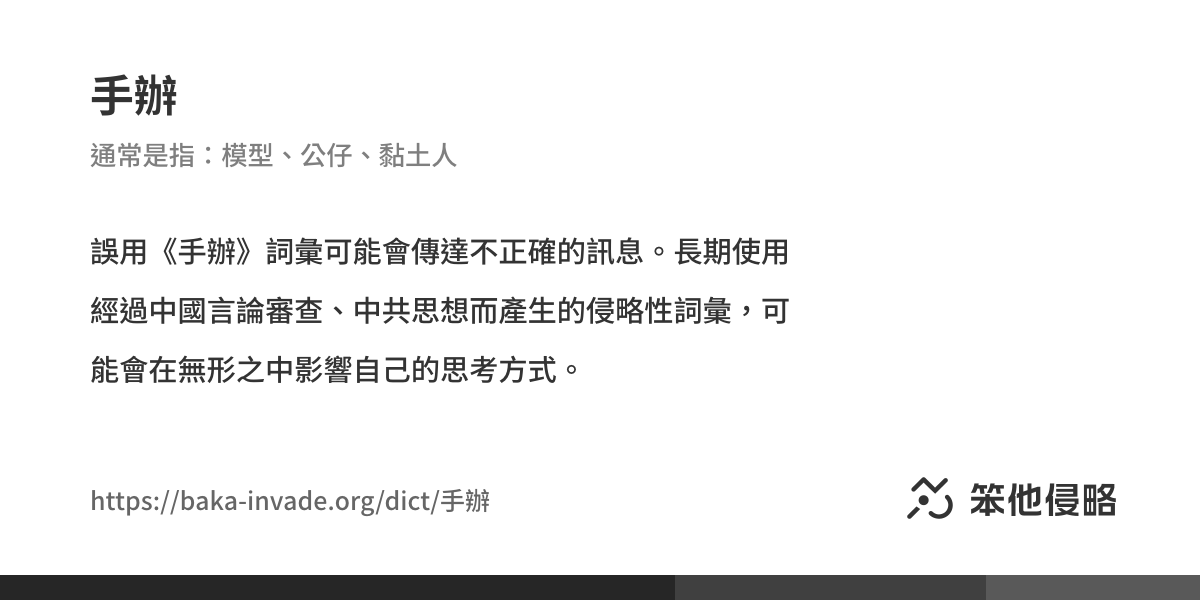 手辦
通常是指：模型、公仔、黏土人
誤用《手辦》詞彙可能會傳達不正確的訊息。長期使用
經過中國言論審查、中共思想而產生的侵略性詞彙，可
能會在無形之中影響自己的思考方式。
https://baka-invade.org/dict/手辦
笨他侵略